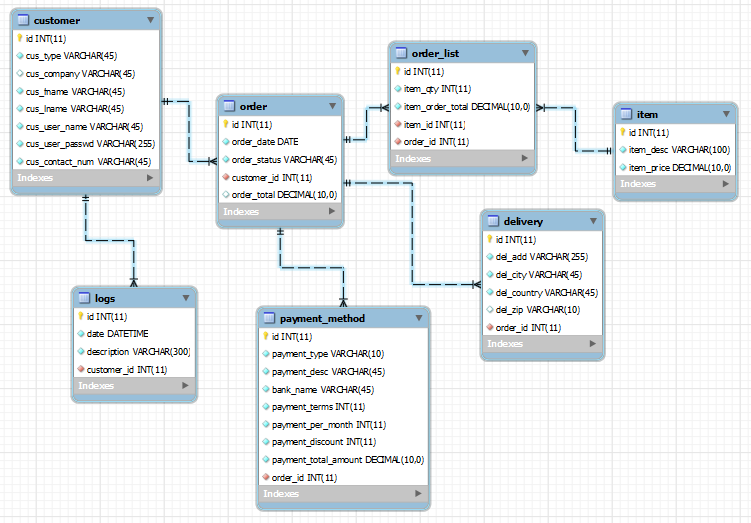 customer
id INT(11)
cus_type VARCHAR(45)
cus_company VARCHAR(45)
cus_fname VARCHAR(45)
cus_lname VARCHAR(45)
cus_user_name VARCHAR(45)
cus_user_passwd VARCHAR(255)
cus_contact_num VARCHAR(45)
Indexes
order
id INT(11)
order_date DATE
order_status VARCHAR(45)
customer_id INT(11)
order_total DECIMAL(10,0)
Indexes
order_list
id INT(11)
item_qty INT(11)
item_order_total DECIMAL(10,0)
item_id INT(11)
order_id INT(11)
Indexes
item
id INT(11)
item_desc VARCHAR(100)
item_price DECIMAL(10,0)
Indexes
delivery
id INT(11)
del_add VARCHAR(255)
del_city VARCHAR(45)
del_country VARCHAR(45)
del_zip VARCHAR(10)
order_id INT(11)
Indexes
logs
id INT(11)
date DATETIME
description VARCHAR(300)
customer_id INT(11)
Indexes
payment_method
id INT(11)
payment_type VARCHAR(10)
payment_desc VARCHAR(45)
bank_name VARCHAR(45)
payment_terms INT(11)
payment_per_month INT(11)
payment_discount INT(11)
payment_total_amount DECIMAL(10,0)
order_id INT(11)
Indexes